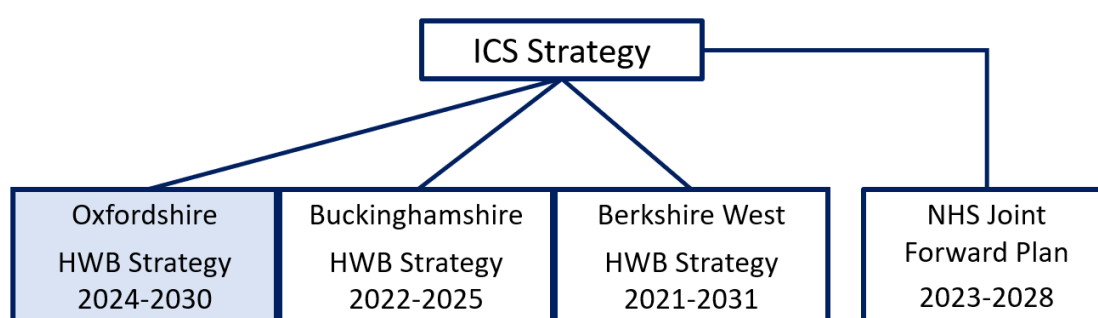 ICS Strategy
Oxfordshire
HWB Strategy
2024-2030
Buckinghamshire
HWB Strategy
2022-2025
Berkshire West
HWB Strategy
2021-2031
NHS Joint
Forward Plan
2023-2028